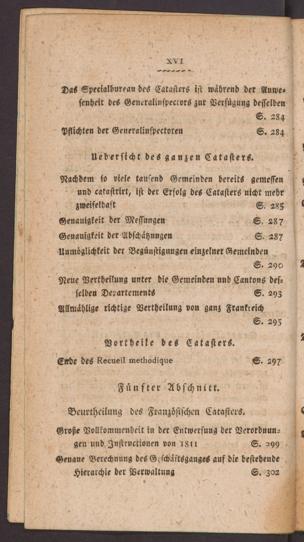 XVI
Das Specialbureau des Catasters ist während der Anwe-
senheit des Generalinspectors zur Verfügung desselben
S. 284
Pflichten der Generalinspectoren S. 284
Uebersicht des ganzen Catasters.
Nachdem so viele tausend Gemeinden bereits gemessen
und catastrirt, ist der Erfolg des Catasters nicht mehr
zweifelhaft S. 285
Genauigkeit der Messungen S. 287
Genauigkeit der Abschätzungen S. 287
Unmöglichkeit der Begünstigungen einzelner Gemeinden
S. 290
Neue Vertheilung unter die Gemeinden und Cantons des-
selben Departements S. 293
Allmählige richtige Vertheilung von ganz Frankreich
S. 295
Vortheile des Catasters.
Ende des Recueil methodique S. 297
Fünfter Abschnitt.
Beurtheilung des Französischen Catasters.
Große Vollkommenheit in der Entwerfung der Verordnun-
gen und Instructionen von 1811 S. 299
Genaue Berechnung des Geschäftsganges auf die bestehende
Hierarchie der Verwaltung S. 302